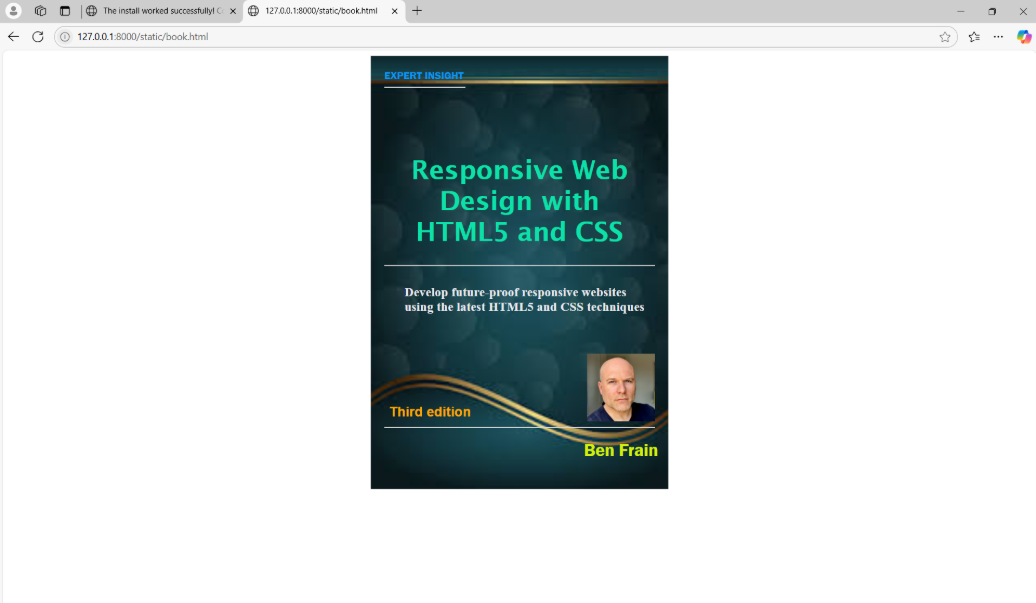 The install worked successfully! C
127.0.0.1:8000/static/book.html
127.0.0.1:8000/static/book.html
EXPERT INSIGHT
Responsive Web
Design with
HTML5 and CSS
Develop future-proof responsive websites
using the latest HTML5 and CSS techniques
Third edition
Ben Frain